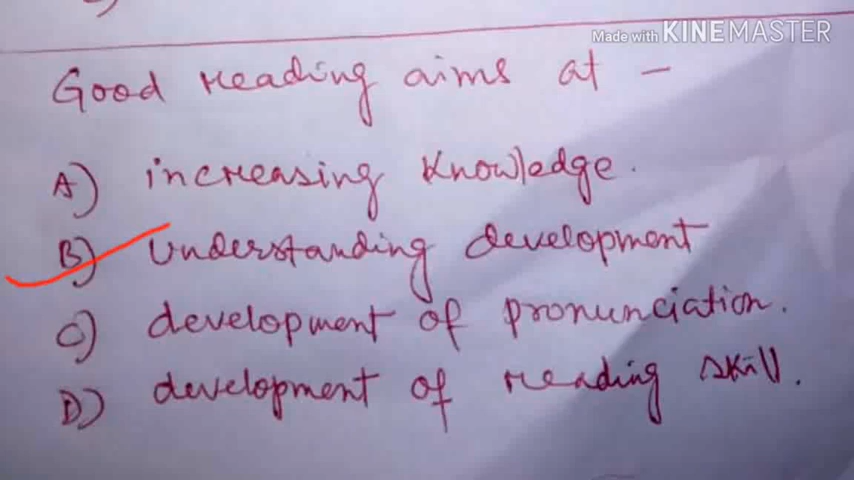 Made with KINEMASTER
Good reading aims at —
A) increasing knowledge.
B) understanding development
C) development of pronunciation.
D) development of reading skill.